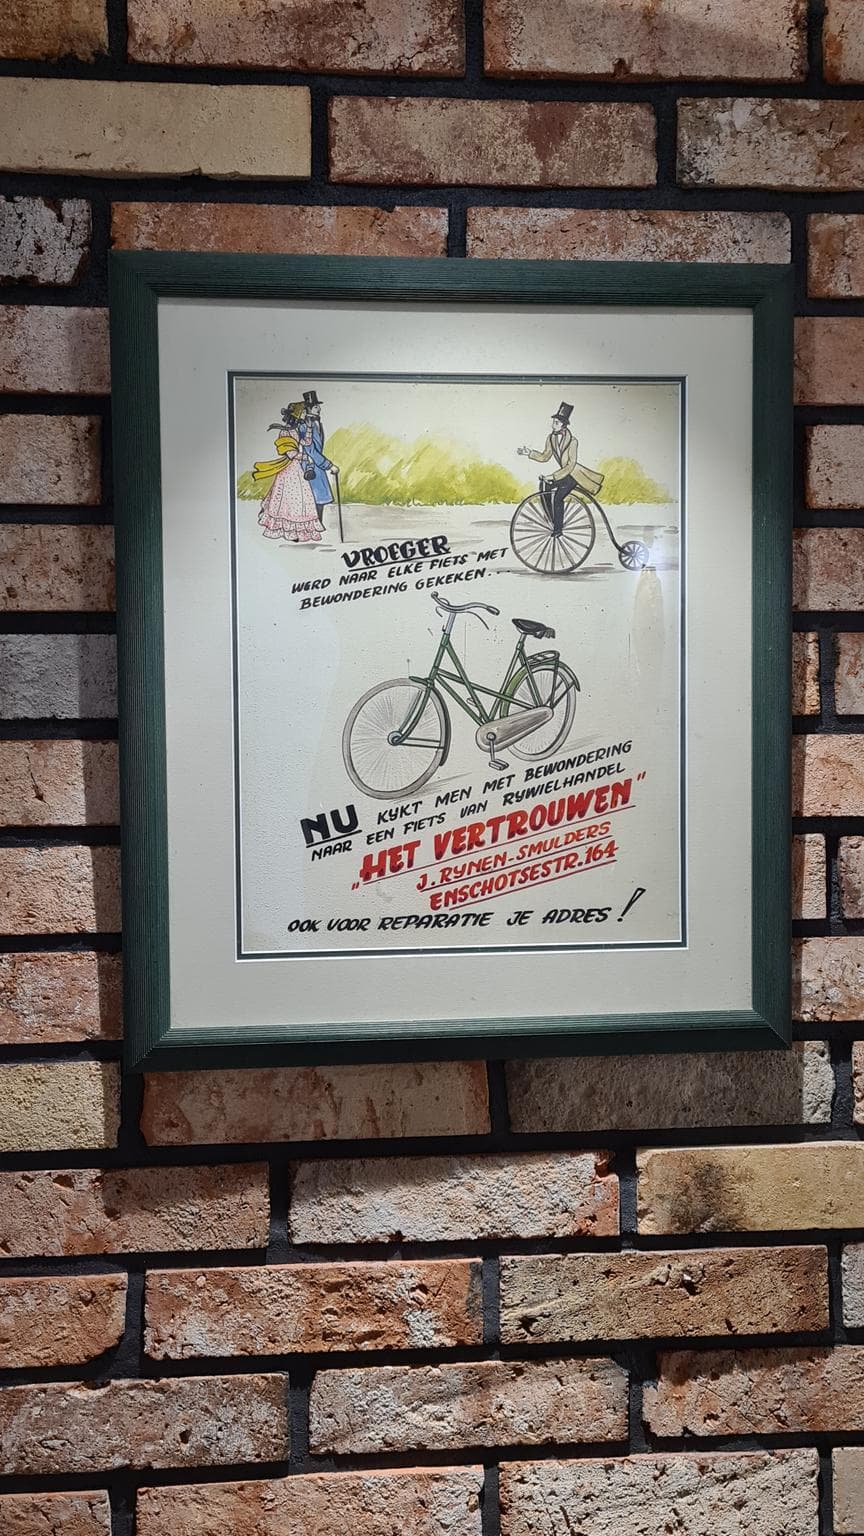 VROEGER
WERD NAAR ELKE FIETS MET
BEWONDERING GEKEKEN...
NU KYKT MEN MET BEWONDERING
NAAR EEN FIETS VAN RYWIELHANDEL
„HET VERTROUWEN"
J. RYNEN-SMULDERS
ENSCHOTSESTR. 164
OOK VOOR REPARATIE JE ADRES!